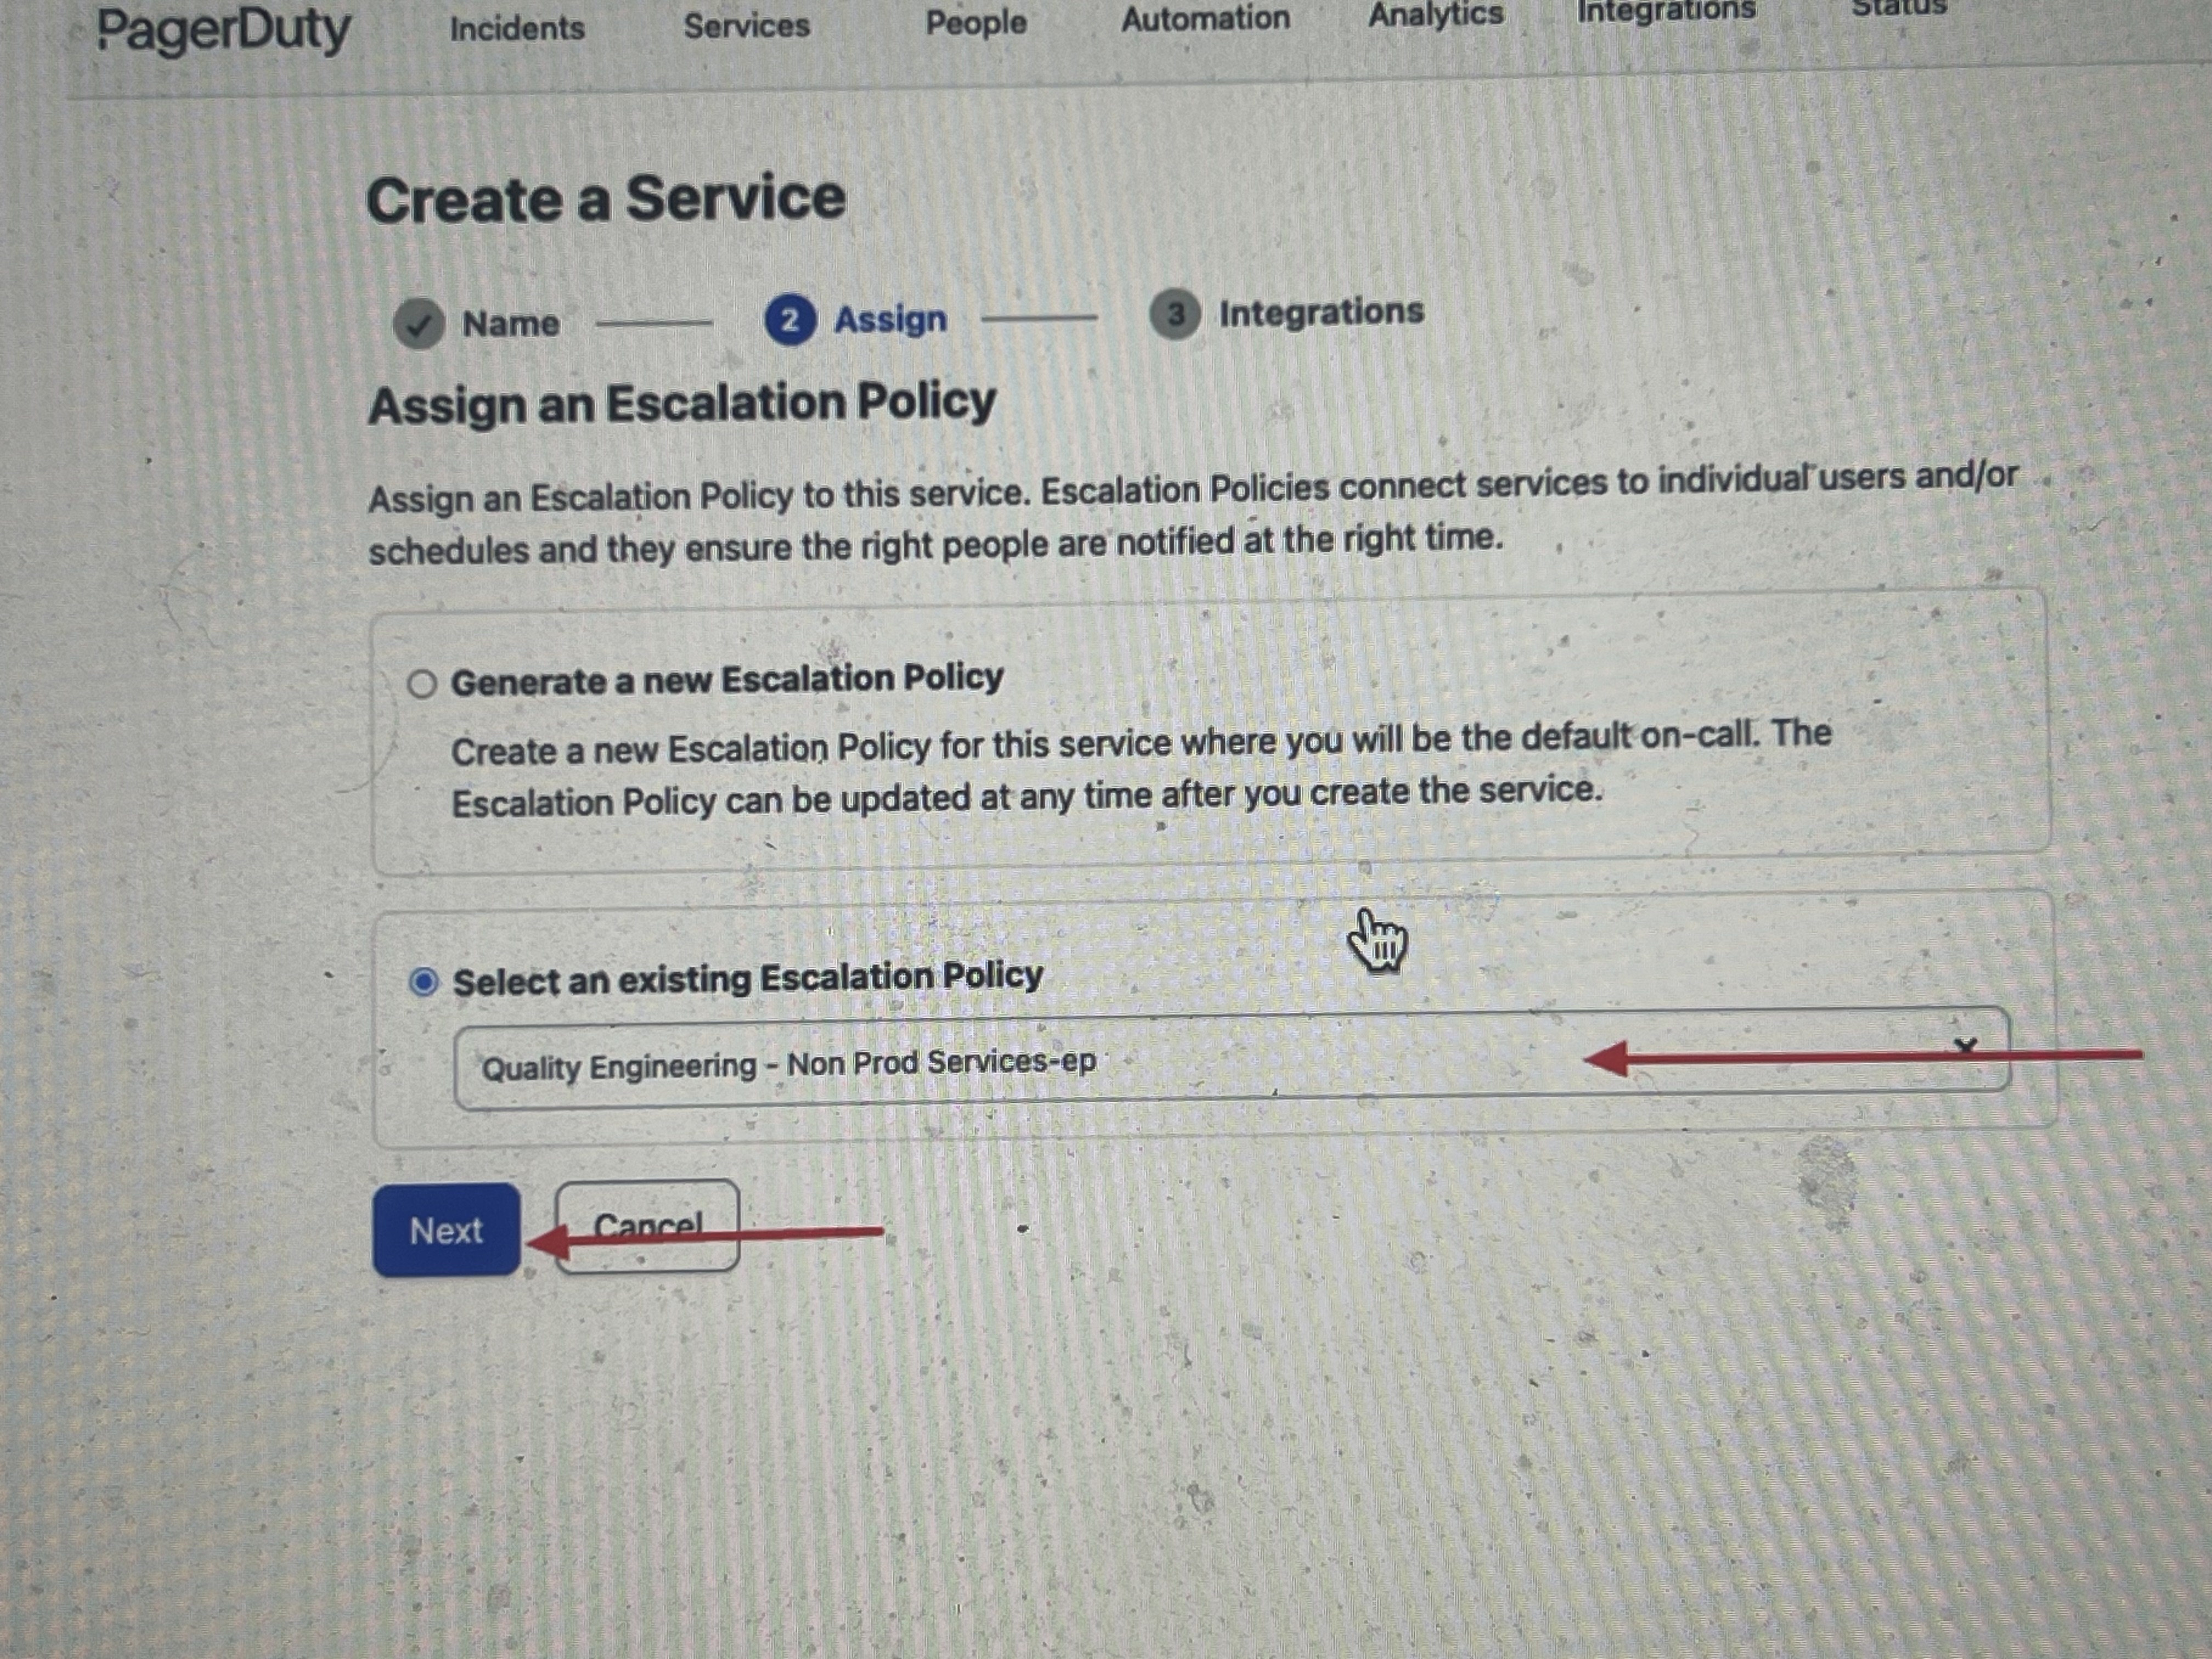 PagerDuty Incidents Services People Automation Analytics Integrations Status
Create a Service
✓ Name 2 Assign 3 Integrations
Assign an Escalation Policy
Assign an Escalation Policy to this service. Escalation Policies connect services to individual users and/or
schedules and they ensure the right people are notified at the right time.
Generate a new Escalation Policy
Create a new Escalation Policy for this service where you will be the default on-call. The
Escalation Policy can be updated at any time after you create the service.
Select an existing Escalation Policy
Quality Engineering - Non Prod Services-ep
Next Cancel